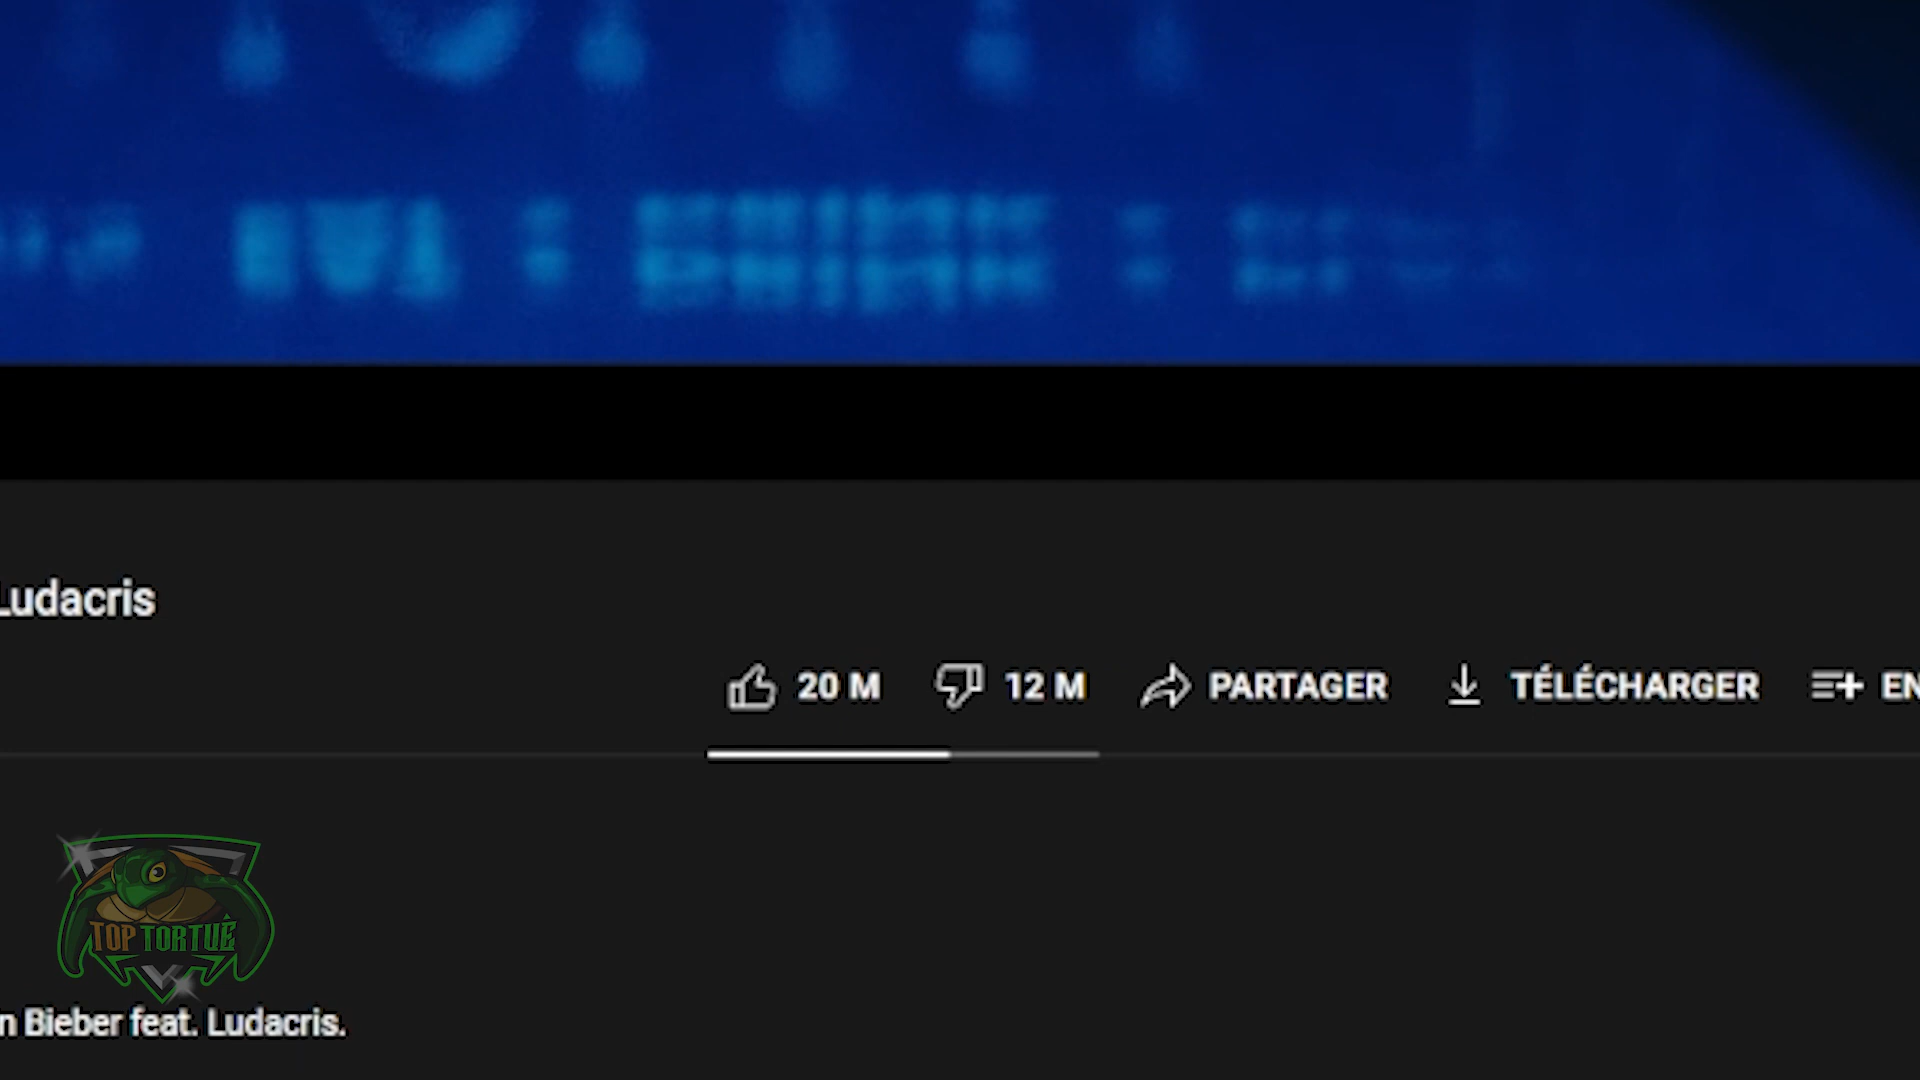 Ludacris
20 M 12 M PARTAGER TÉLÉCHARGER EN
TOP TORTUE
n Bieber feat. Ludacris.